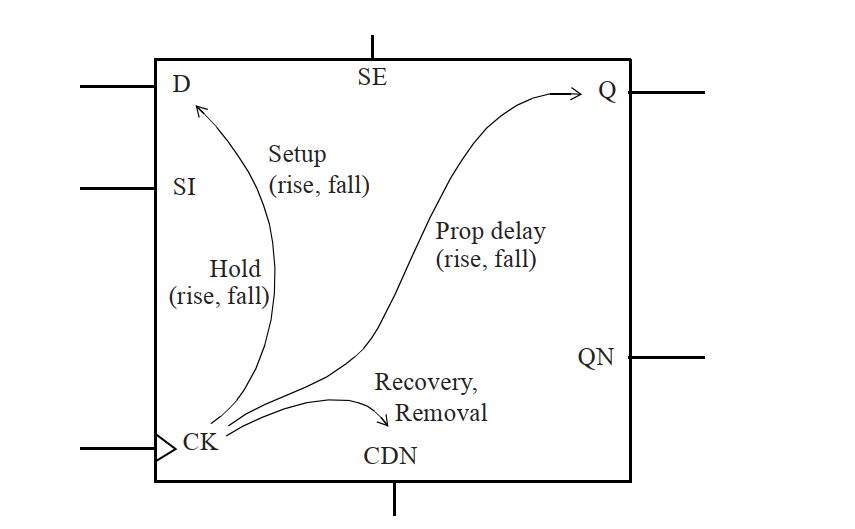 SE
D
Q
Setup
(rise, fall)
SI
Prop delay
(rise, fall)
Hold
(rise, fall)
QN
Recovery,
Removal
CK
CDN